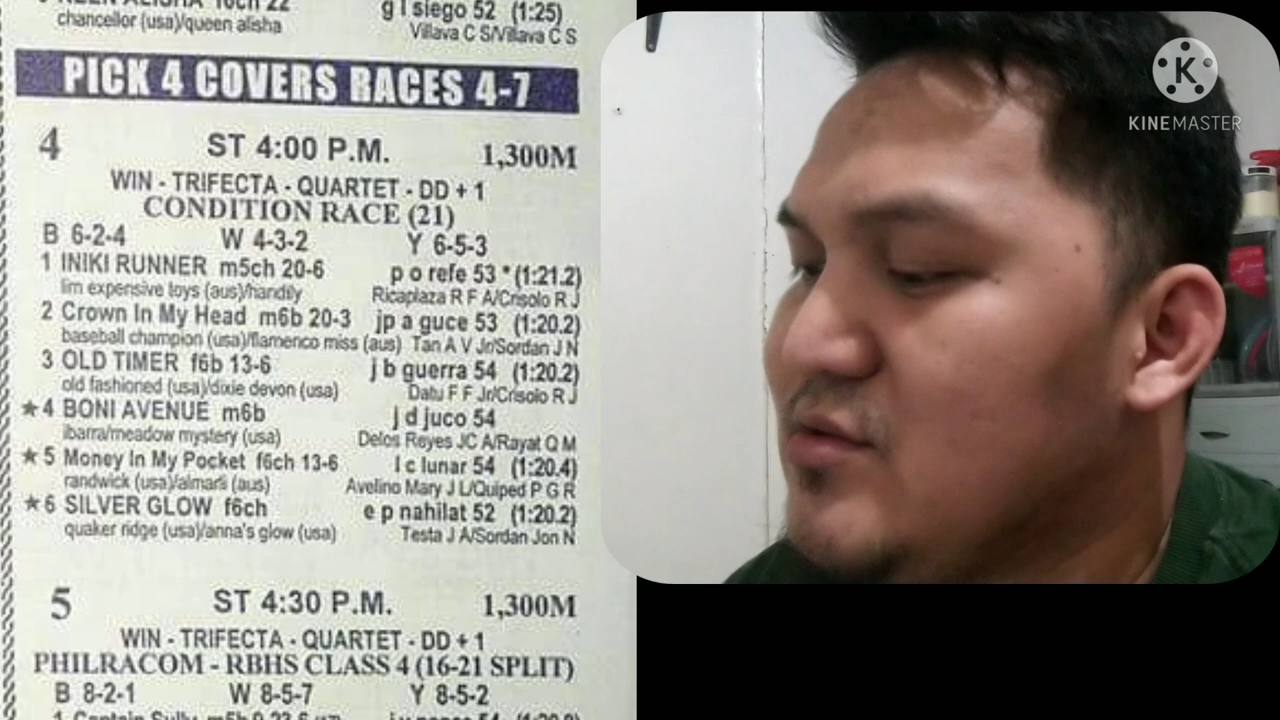 chancellor (usa)/queen alisha
g l siego 52 (1:25)
Villava C S/Villava C S
PICK 4 COVERS RACES 4-7
4 ST 4:00 P.M. 1,300M
WIN - TRIFECTA - QUARTET - DD + 1
CONDITION RACE (21)
B 6-2-4 W 4-3-2 Y 6-5-3
1 INIKI RUNNER m5ch 20-6 p o refe 53 * (1:21.2)
lim expensive toys (aus)/handily Ricaplaza R F A/Crisolo R J
2 Crown In My Head m6b 20-3 jp a guce 53 (1:20.2)
baseball champion (usa)/flamenco miss (aus) Tan A V Jr/Sordan J N
3 OLD TIMER f6b 13-6 j b guerra 54 (1:20.2)
old fashioned (usa)/dixie devon (usa) Datu F F Jr/Crisolo R J
★4 BONI AVENUE m6b j d juco 54
ibarra/meadow mystery (usa) Delos Reyes JC A/Rayat Q M
★5 Money In My Pocket f6ch 13-6 l c lunar 54 (1:20.4)
randwick (usa)/almaris (aus) Avelino Mary J L/Quiped P G R
★6 SILVER GLOW f6ch e p nahilat 52 (1:20.2)
quaker ridge (usa)/anna's glow (usa) Testa J A/Sordan Jon N
5 ST 4:30 P.M. 1,300M
WIN - TRIFECTA - QUARTET - DD + 1
PHILRACOM - RBHS CLASS 4 (16-21 SPLIT)
B 8-2-1 W 8-5-7 Y 8-5-2
K
KINEMASTER